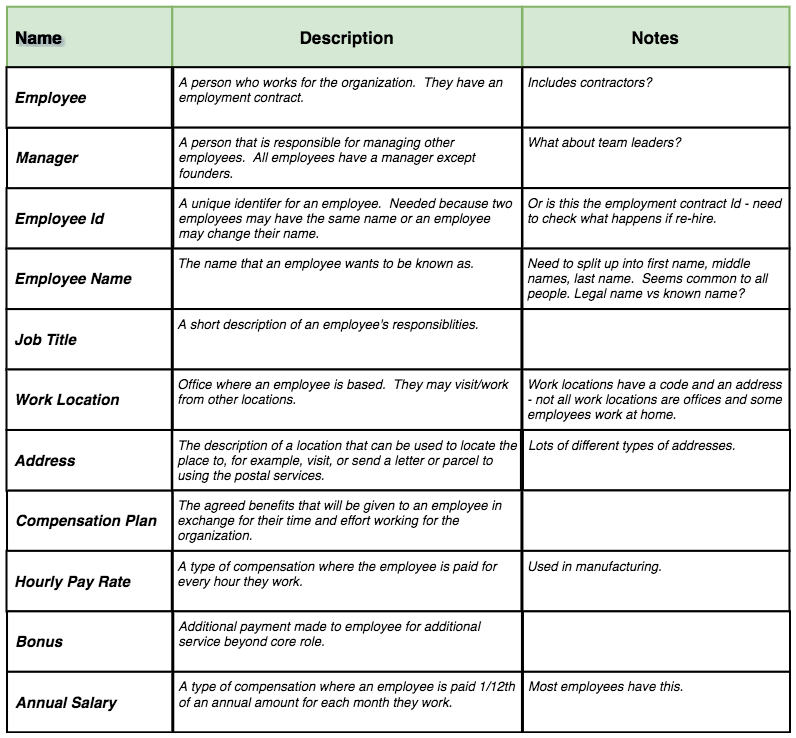 Name Description Notes
Employee
A person who works for the organization. They have an
employment contract.
Includes contractors?
Manager
A person that is responsible for managing other
employees. All employees have a manager except
founders.
What about team leaders?
Employee Id
A unique identifer for an employee. Needed because two
employees may have the same name or an employee
may change their name.
Or is this the employment contract Id - need
to check what happens if re-hire.
Employee Name
The name that an employee wants to be known as.
Need to split up into first name, middle
names, last name. Seems common to all
people. Legal name vs known name?
Job Title
A short description of an employee's responsiblities.
Work Location
Office where an employee is based. They may visit/work
from other locations.
Work locations have a code and an address
- not all work locations are offices and some
employees work at home.
Address
The description of a location that can be used to locate the
place to, for example, visit, or send a letter or parcel to
using the postal services.
Lots of different types of addresses.
Compensation Plan
The agreed benefits that will be given to an employee in
exchange for their time and effort working for the
organization.
Hourly Pay Rate
A type of compensation where the employee is paid for
every hour they work.
Used in manufacturing.
Bonus
Additional payment made to employee for additional
service beyond core role.
Annual Salary
A type of compensation where an employee is paid 1/12th
of an annual amount for each month they work.
Most employees have this.